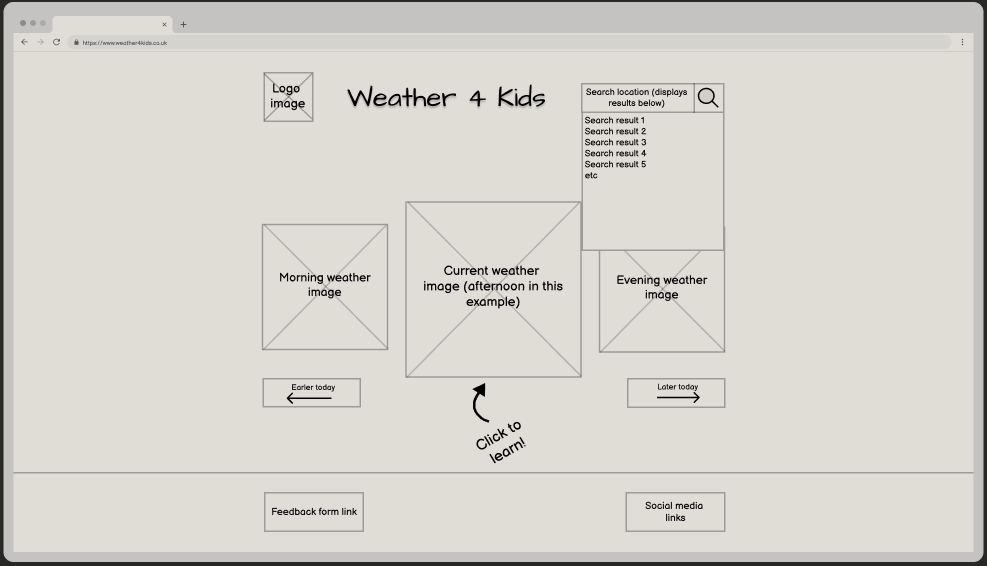 https://www.weather4kids.co.uk
Logo
image
Weather 4 Kids
Search location (displays
results below)
Search result 1
Search result 2
Search result 3
Search result 4
Search result 5
etc
Morning weather
image
Current weather
image (afternoon in this
example)
Evening weather
image
Earier today
Later today
Click to
learn!
Feedback form link
Social media
links